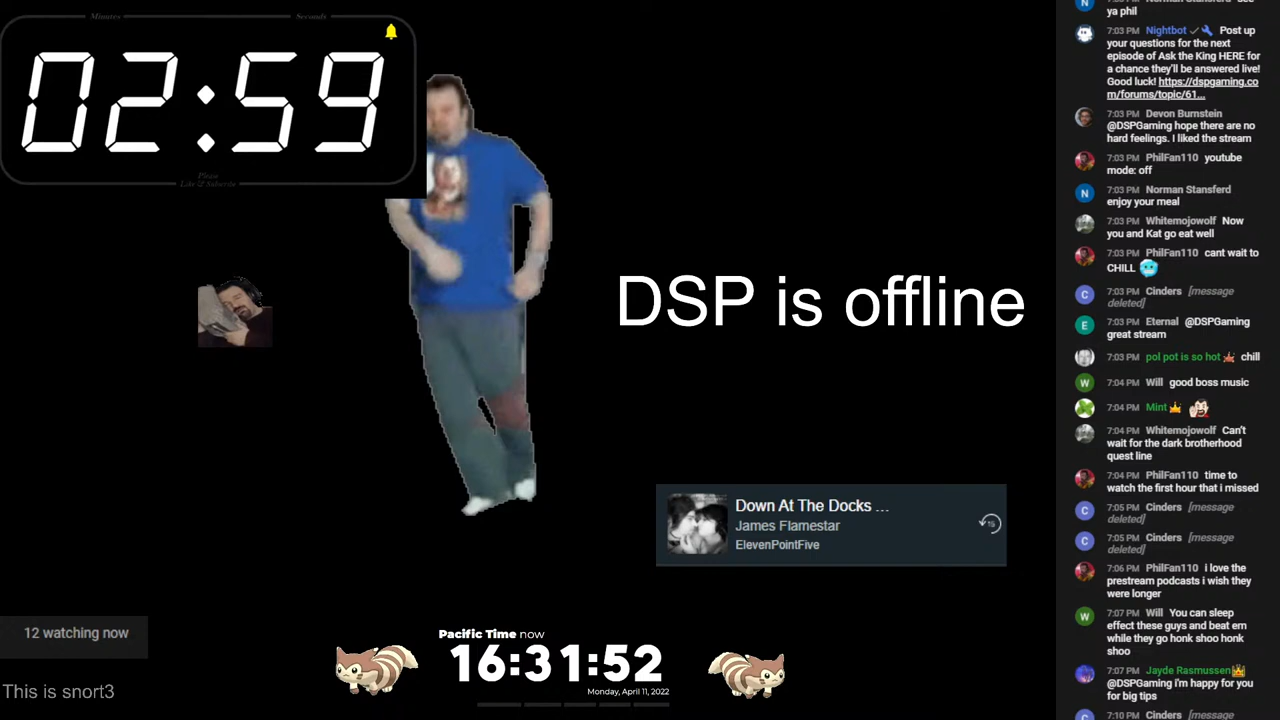 Minutes
Seconds
02:59
Please
Like & Subscribe
DSP is offline
Down At The Docks ...
James Flamestar
ElevenPointFive
15
12 watching now
This is snort3
Pacific Time now
16:31:52
Monday, April 11, 2022
ya phil
7:03 PM Nightbot Post up
your questions for the next
episode of Ask the King HERE for
a chance they'll be answered live!
Good luck! https://dspgaming.co
m/forums/topic/61...
Devon Burnstein
@DSPGaming hope there are no
hard feelings. I liked the stream
7:03 PM PhilFan110 youtube
mode: off
7:03 PM Norman Stansferd
enjoy your meal
7:03 PM Whitemojowolf Now
you and Kat go eat well
7:03 PM PhilFan110 cant wait to
CHILL
7:03 PM Cinders [message
deleted]
7:03 PM Eternal @DSPGaming
great stream
7:03 PM pol pot is so hot chill
7:04 PM Will good boss music
7:04 PM Mint
7:04 PM Whitemojowolf Can't
wait for the dark brotherhood
quest line
7:04 PM PhilFan110 time to
watch the first hour that i missed
7:05 PM Cinders [message
deleted]
7:05 PM Cinders [message
deleted]
7:06 PM PhilFan110 i love the
prestream podcasts i wish they
were longer
7:07 PM Will You can sleep
effect these guys and beat em
while they go honk shoo honk
shoo
7:07 PM Jayde Rasmussen
@DSPGaming i'm happy for you
for big tips
7:10 PM Cinders [message